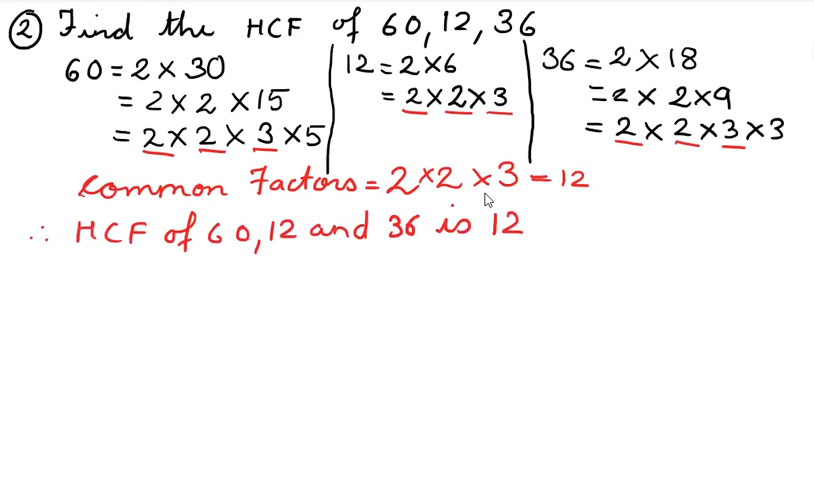 ② Find the HCF of 60, 12, 36
60 = 2 × 30
= 2 × 2 × 15
= 2 × 2 × 3 × 5
12 = 2 × 6
= 2 × 2 × 3
36 = 2 × 18
= 2 × 2 × 9
= 2 × 2 × 3 × 3
Common Factors = 2 × 2 × 3 = 12
∴ HCF of 60, 12 and 36 is 12